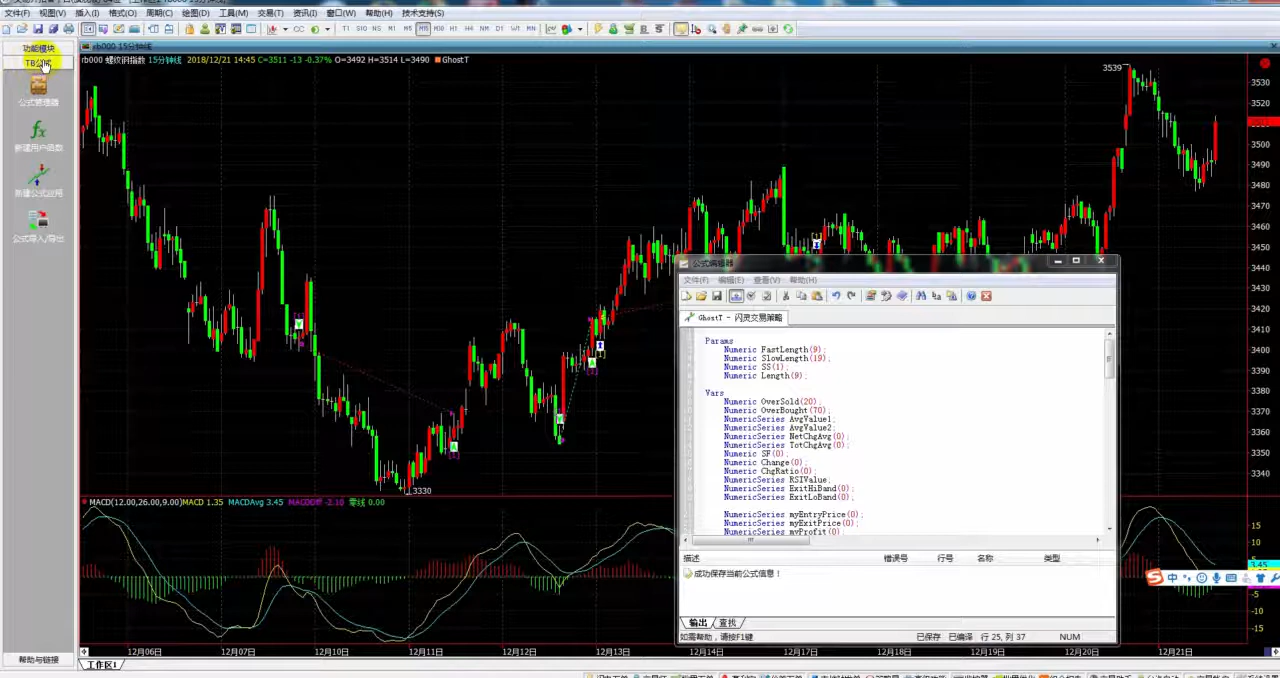 文件(F) 视图(V) 插入(I) 格式(O) 周期(C) 绘图(D) 工具(M) 交易(T) 资讯(I) 窗口(W) 帮助(H) 技术支持(S)
功能模块
TB公式
公式管理器
新建用户函数
新建公式应用
公式导入/导出
帮助与链接
rb000 15分钟线
rb000 螺纹钢指数 15分钟线 2018/12/21 14:45 C=3511 -13 -0.37% O=3492 H=3514 L=3490 GhostT
3539
3530
3520
3500
3490
3480
3470
3460
3450
3440
3430
3420
3410
3400
3390
3380
3370
3360
3350
3340
3330
MACD(12.00,26.00,9.00) MACD 1.35 MACDAvg 3.45 MACDDiff -2.10 零线 0.00
15
10
5
3.45
-5
-15
公式编辑器
文件(F) 编辑(E) 查看(V) 帮助(H)
GhostT - 闪灵交易策略
Params
Numeric FastLength(9);
Numeric SlowLength(19);
Numeric SS(1);
Numeric Length(9);
Vars
Numeric OverSold(20);
Numeric OverBought(70);
NumericSeries AvgValue1;
NumericSeries AvgValue2;
NumericSeries NetChgAvg(0);
NumericSeries TotChgAvg(0);
Numeric SF(0);
Numeric Change(0);
Numeric ChgRatio(0);
NumericSeries RSIValue;
NumericSeries ExitHiBand(0);
NumericSeries ExitLoBand(0);
NumericSeries myEntryPrice(0);
NumericSeries myExitPrice(0);
NumericSeries myProfit(0)
描述 错误号 行号 名称 类型
成功保存当前公式信息！
输出 查找
如需帮助，请按F1键 已保存 已编译 行 25, 列 37 NUM
12月06日 12月07日 12月10日 12月11日 12月12日 12月13日 12月14日 12月17日 12月18日 12月19日 12月20日 12月21日
工作区1
中